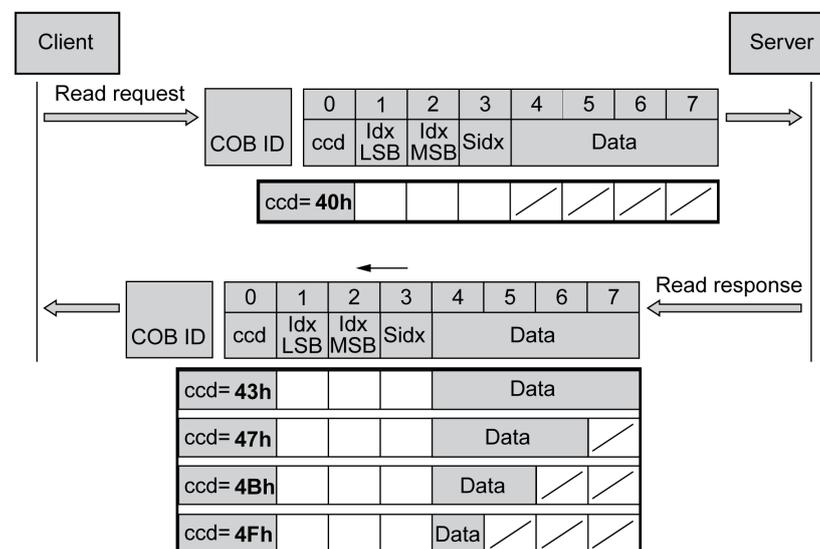 Client Server
Read request
0 1 2 3 4 5 6 7
COB ID ccd Idx LSB Idx MSB Sidx Data
ccd= 40h
Read response
0 1 2 3 4 5 6 7
COB ID ccd Idx LSB Idx MSB Sidx Data
ccd= 43h Data
ccd= 47h Data
ccd= 4Bh Data
ccd= 4Fh Data